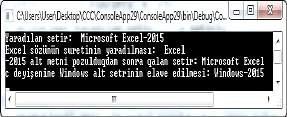 C:\Users\User\Desktop\CCC\ConsoleApp29\ConsoleApp29\bin\Debug\Co
Yaradılan setir:  Microsoft Excel-2015
Excel sözünün suretinin yaradılması:  Excel
-2015 alt metni pozulduqdan sonra qalan setir: Microsoft Excel
c deyişenine Windows alt setrinin elave edilmesi: Windows-2015